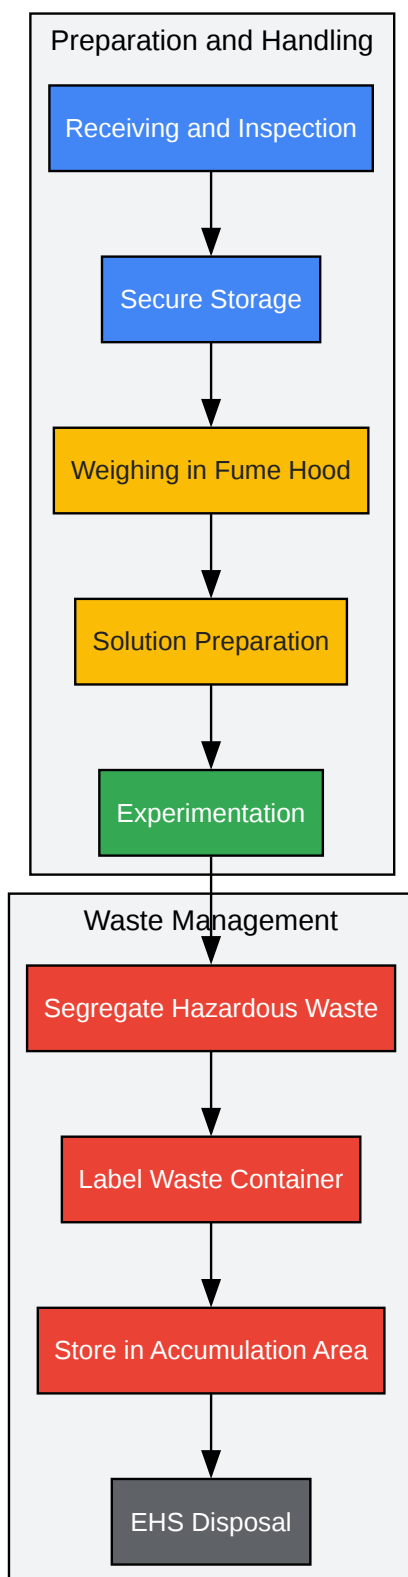 Preparation and Handling
Receiving and Inspection
Secure Storage
Weighing in Fume Hood
Solution Preparation
Experimentation
Waste Management
Segregate Hazardous Waste
Label Waste Container
Store in Accumulation Area
EHS Disposal